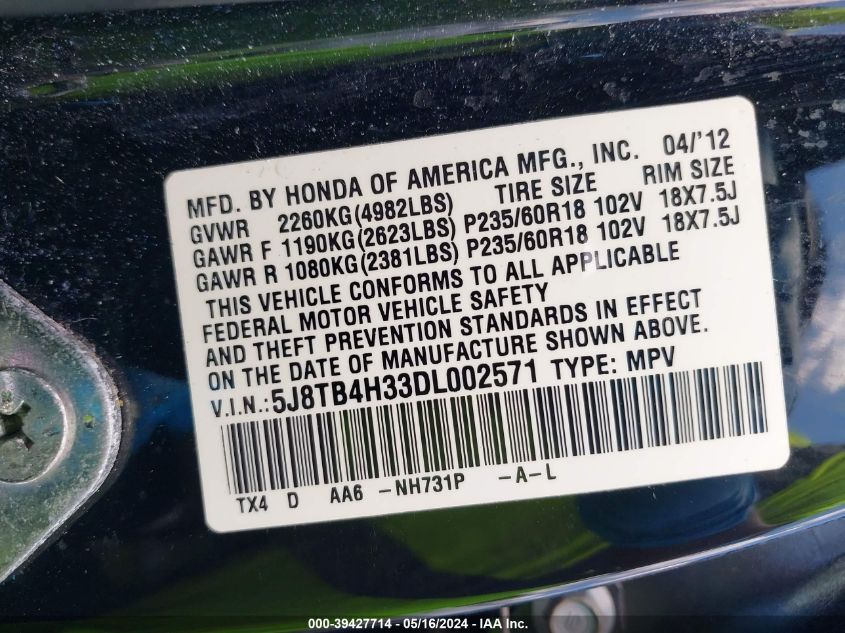 MFD. BY HONDA OF AMERICA MFG., INC. 04/'12
GVWR 2260KG(4982LBS) TIRE SIZE RIM SIZE
GAWR F 1190KG(2623LBS) P235/60R18 102V 18X7.5J
GAWR R 1080KG(2381LBS) P235/60R18 102V 18X7.5J
THIS VEHICLE CONFORMS TO ALL APPLICABLE
FEDERAL MOTOR VEHICLE SAFETY
AND THEFT PREVENTION STANDARDS IN EFFECT
ON THE DATE OF MANUFACTURE SHOWN ABOVE.
V.I.N.:5J8TB4H33DL002571 TYPE: MPV
TX4 D AA6 -NH731P -A-L
000-39427714 - 05/16/2024 - IAA Inc.